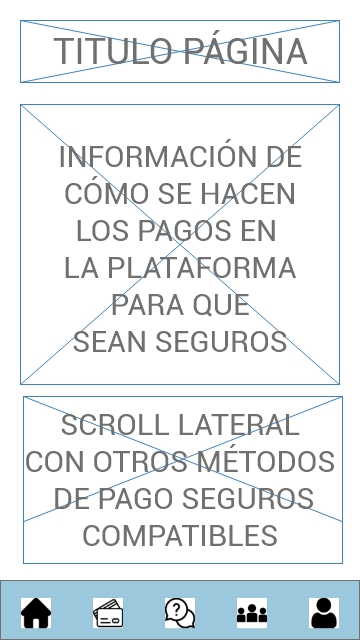 TITULO PÁGINA
INFORMACIÓN DE
CÓMO SE HACEN
LOS PAGOS EN
LA PLATAFORMA
PARA QUE
SEAN SEGUROS
SCROLL LATERAL
CON OTROS MÉTODOS
DE PAGO SEGUROS
COMPATIBLES
?